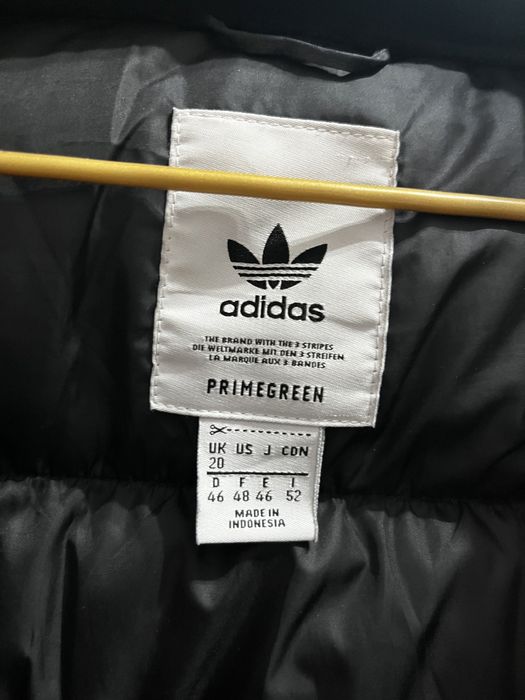 adidas
THE BRAND WITH THE 3 STRIPES
DIE WELTMARKE MIT DEN 3 STREIFEN
LA MARQUE AUX 3 BANDES
PRIMEGREEN
UK US J CDN
20
D F E I
46 48 46 52
MADE IN
INDONESIA